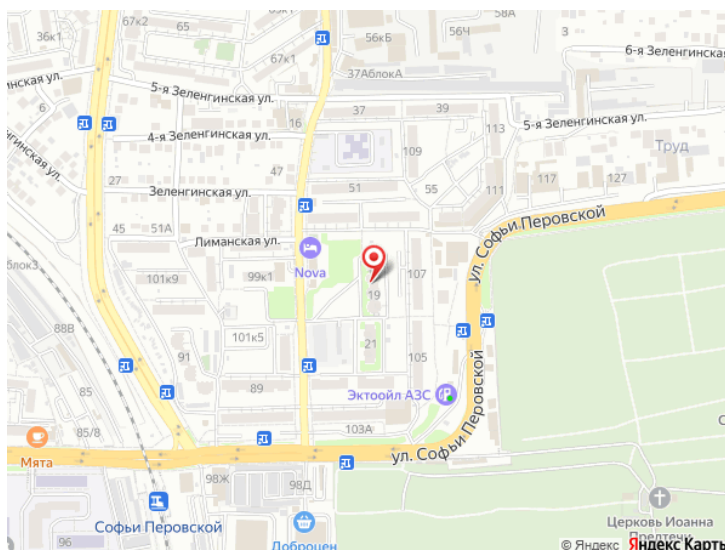 58А
65
62
56кБ
56Ч
3
36к1
67к1
6-я Зеленгинская ул.
37АблокА
5-я Зеленгинская ул.
37
39
6
16
113
5-я Зеленгинская ул.
4-я Зеленгинская ул.
109
Труд
47
27
Зеленгинская ул.
51
55
111
117
127
45
51А
Лиманская ул.
ул. Софьи Перовской
Nova
101к9
99к1
107
19
88В
101к5
21
91
105
85
89
Эктоойл АЗС
ул. Софьи Перовской
85/8
103А
Мята
98Ж
98Д
Софьи Перовской
96
Доброцен
Церковь Иоанна
Предтечи
© Яндекс Яндекс Карты